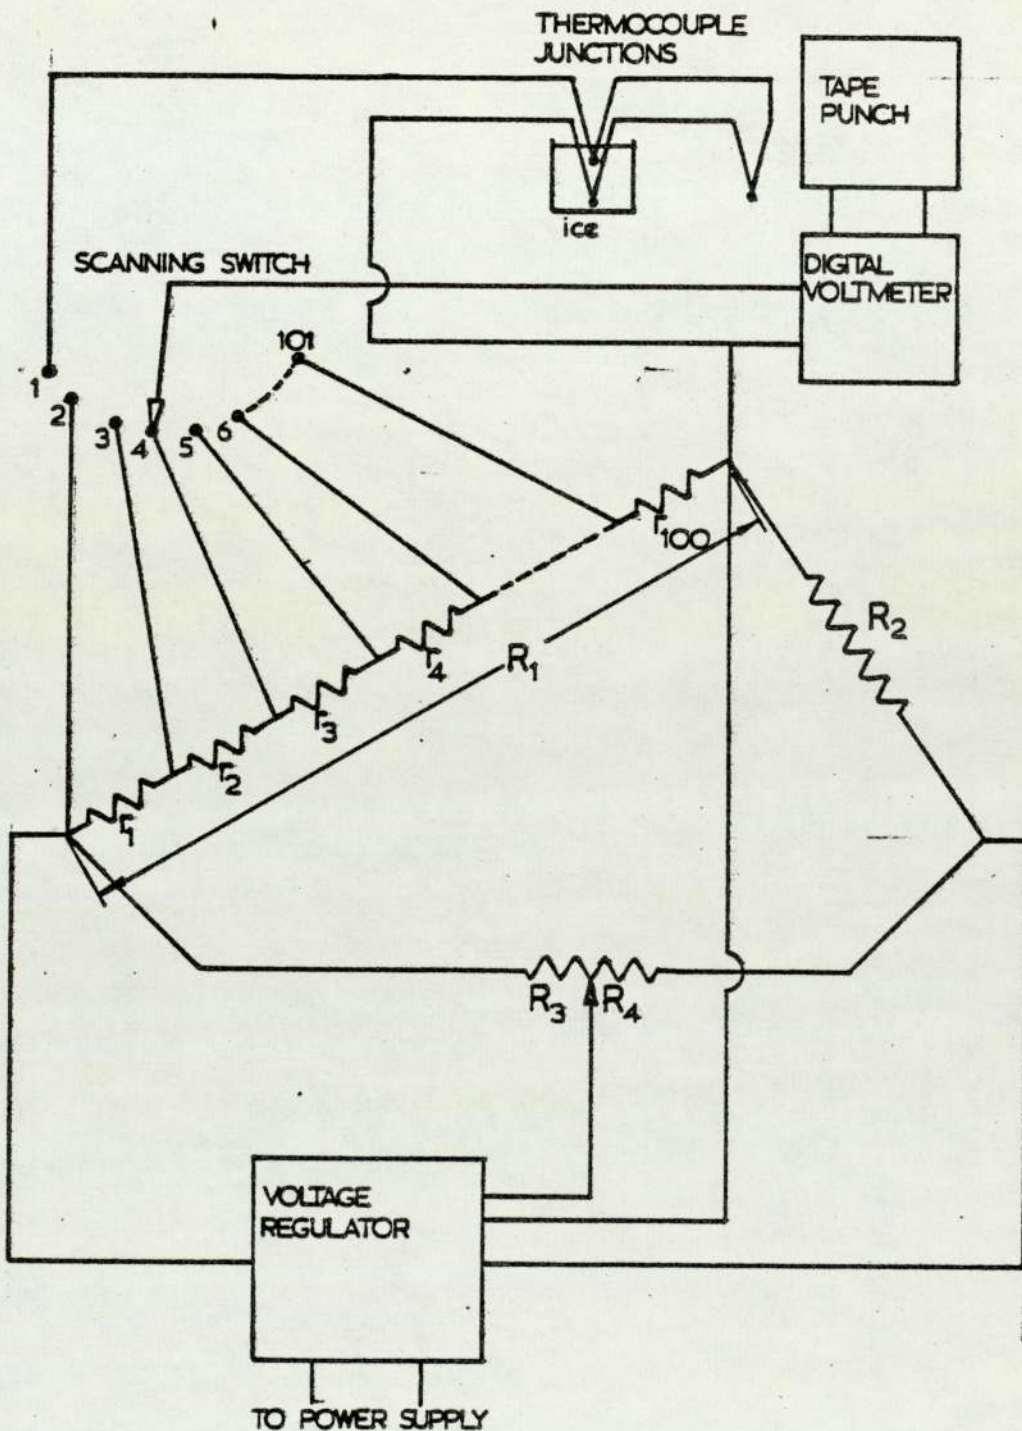 THERMOCOUPLE
JUNCTIONS
TAPE
PUNCH
ice
SCANNING SWITCH
DIGITAL
VOLTMETER
101
1
2
3
4
5
6
r100
R2
R1
r4
r3
r2
r1
R3
R4
VOLTAGE
REGULATOR
TO POWER SUPPLY